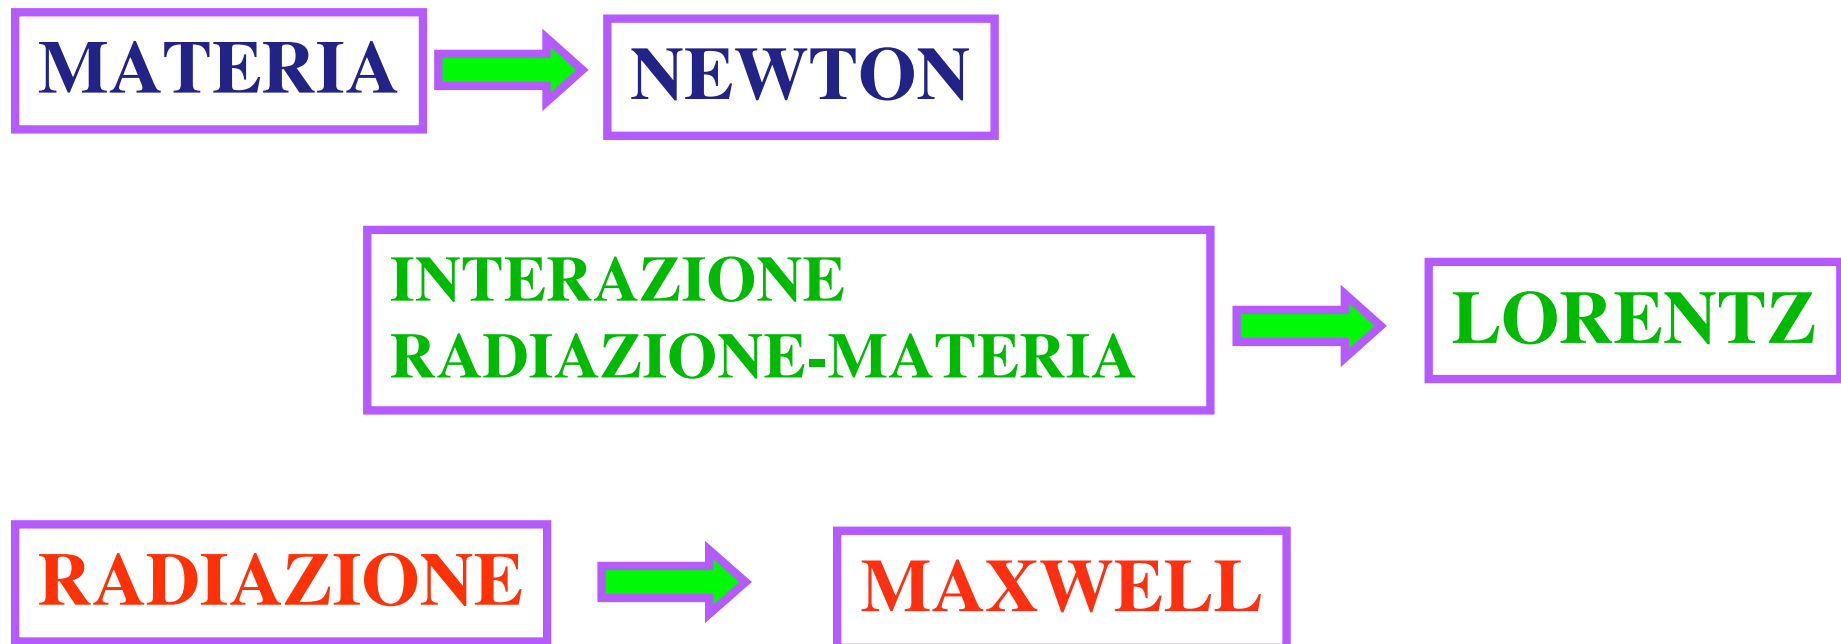 MATERIA
NEWTON
INTERAZIONE
RADIAZIONE-MATERIA
LORENTZ
RADIAZIONE
MAXWELL